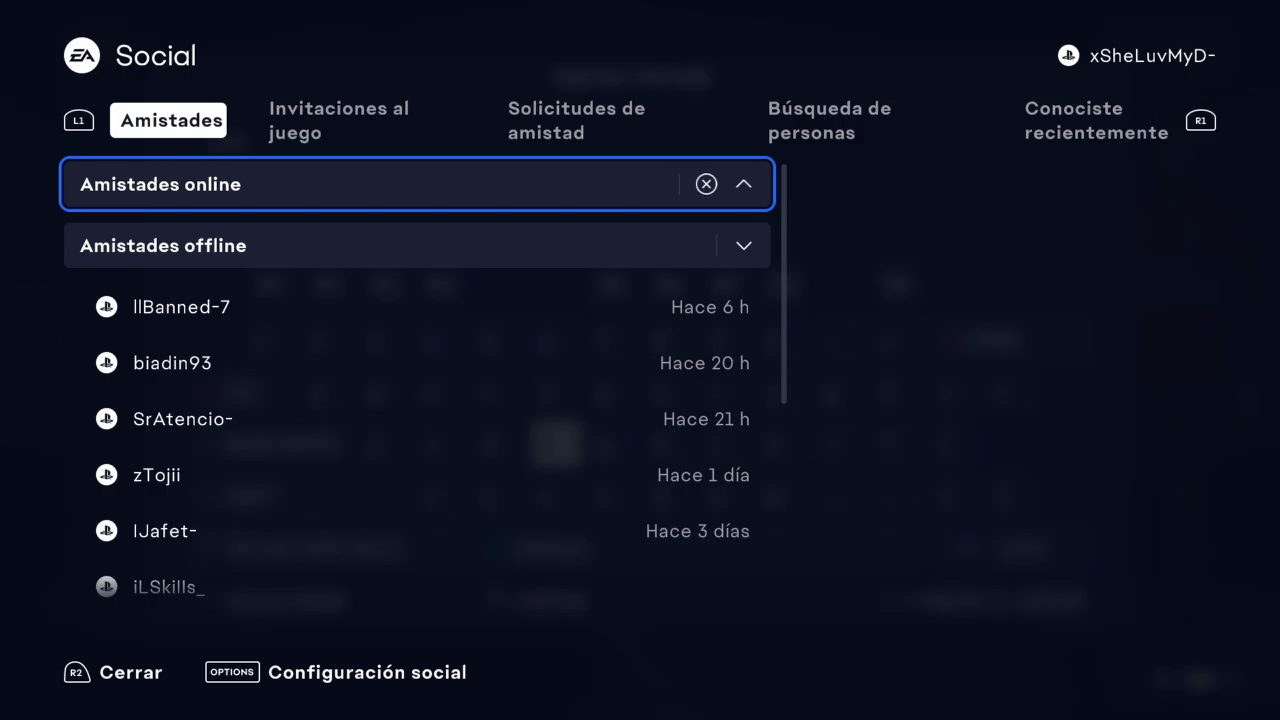 EA Social
xSheLuvMyD-
L1
Amistades
Invitaciones al
juego
Solicitudes de
amistad
Búsqueda de
personas
Conociste
recientemente
R1
Amistades online
Amistades offline
llBanned-7 Hace 6 h
biadin93 Hace 20 h
SrAtencio- Hace 21 h
zTojii Hace 1 día
IJafet- Hace 3 días
iLSkills_
R2 Cerrar OPTIONS Configuración social